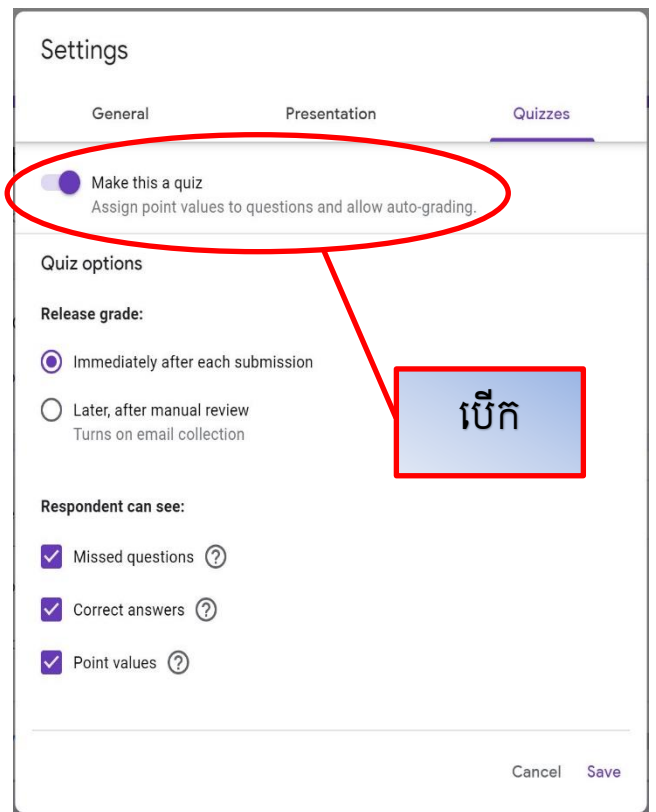 Settings
General Presentation Quizzes
Make this a quiz
Assign point values to questions and allow auto-grading.
Quiz options
Release grade:
Immediately after each submission
Later, after manual review
Turns on email collection
បើក
Respondent can see:
Missed questions ?
Correct answers ?
Point values ?
Cancel Save